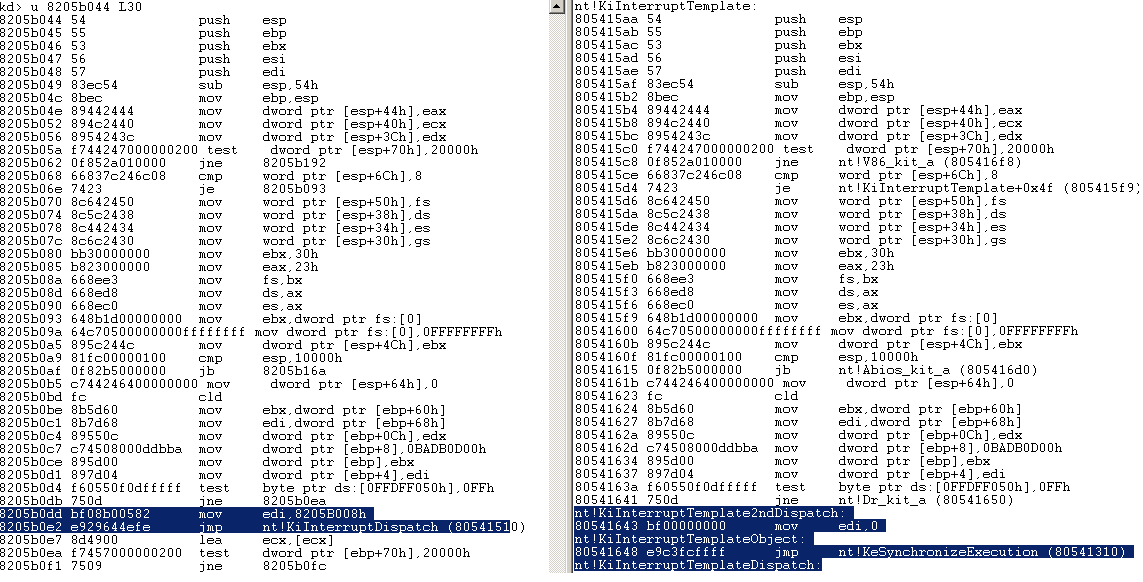 kd> u 8205b044 L30
8205b044 54 push esp
8205b045 55 push ebp
8205b046 53 push ebx
8205b047 56 push esi
8205b048 57 push edi
8205b049 83ec54 sub esp,54h
8205b04c 8bec mov ebp,esp
8205b04e 89442444 mov dword ptr [esp+44h],eax
8205b052 894c2440 mov dword ptr [esp+40h],ecx
8205b056 8954243c mov dword ptr [esp+3Ch],edx
8205b05a f744247000000200 test dword ptr [esp+70h],20000h
8205b062 0f852a010000 jne 8205b192
8205b068 66837c246c08 cmp word ptr [esp+6Ch],8
8205b06e 7423 je 8205b093
8205b070 8c642450 mov word ptr [esp+50h],fs
8205b074 8c5c2438 mov word ptr [esp+38h],ds
8205b078 8c442434 mov word ptr [esp+34h],es
8205b07c 8c6c2430 mov word ptr [esp+30h],gs
8205b080 bb30000000 mov ebx,30h
8205b085 b823000000 mov eax,23h
8205b08a 668ee3 mov fs,bx
8205b08d 668ed8 mov ds,ax
8205b090 668ec0 mov es,ax
8205b093 648b1d00000000 mov ebx,dword ptr fs:[0]
8205b09a 64c70500000000ffffffff mov dword ptr fs:[0],0FFFFFFFFh
8205b0a5 895c244c mov dword ptr [esp+4Ch],ebx
8205b0a9 81fc00000100 cmp esp,10000h
8205b0af 0f82b5000000 jb 8205b16a
8205b0b5 c744246400000000 mov dword ptr [esp+64h],0
8205b0bd fc cld
8205b0be 8b5d60 mov ebx,dword ptr [ebp+60h]
8205b0c1 8b7d68 mov edi,dword ptr [ebp+68h]
8205b0c4 89550c mov dword ptr [ebp+0Ch],edx
8205b0c7 c74508000ddbba mov dword ptr [ebp+8],0BADB0D00h
8205b0ce 895d00 mov dword ptr [ebp],ebx
8205b0d1 897d04 mov dword ptr [ebp+4],edi
8205b0d4 f60550f0dfffff test byte ptr ds:[0FFDFF050h],0FFh
8205b0db 750d jne 8205b0ea
8205b0dd bf08b00582 mov edi,8205B008h
8205b0e2 e929644efe jmp nt!KiInterruptDispatch (80541510)
8205b0e7 8d4900 lea ecx,[ecx]
8205b0ea f7457000000200 test dword ptr [ebp+70h],20000h
8205b0f1 7509 jne 8205b0fc
nt!KiInterruptTemplate:
805415aa 54 push esp
805415ab 55 push ebp
805415ac 53 push ebx
805415ad 56 push esi
805415ae 57 push edi
805415af 83ec54 sub esp,54h
805415b2 8bec mov ebp,esp
805415b4 89442444 mov dword ptr [esp+44h],eax
805415b8 894c2440 mov dword ptr [esp+40h],ecx
805415bc 8954243c mov dword ptr [esp+3Ch],edx
805415c0 f744247000000200 test dword ptr [esp+70h],20000h
805415c8 0f852a010000 jne nt!V86_kit_a (805416f8)
805415ce 66837c246c08 cmp word ptr [esp+6Ch],8
805415d4 7423 je nt!KiInterruptTemplate+0x4f (805415f9)
805415d6 8c642450 mov word ptr [esp+50h],fs
805415da 8c5c2438 mov word ptr [esp+38h],ds
805415de 8c442434 mov word ptr [esp+34h],es
805415e2 8c6c2430 mov word ptr [esp+30h],gs
805415e6 bb30000000 mov ebx,30h
805415eb b823000000 mov eax,23h
805415f0 668ee3 mov fs,bx
805415f3 668ed8 mov ds,ax
805415f6 668ec0 mov es,ax
805415f9 648b1d00000000 mov ebx,dword ptr fs:[0]
80541600 64c70500000000ffffffff mov dword ptr fs:[0],0FFFFFFFFh
8054160b 895c244c mov dword ptr [esp+4Ch],ebx
8054160f 81fc00000100 cmp esp,10000h
80541615 0f82b5000000 jb nt!Abios_kit_a (805416d0)
8054161b c744246400000000 mov dword ptr [esp+64h],0
80541623 fc cld
80541624 8b5d60 mov ebx,dword ptr [ebp+60h]
80541627 8b7d68 mov edi,dword ptr [ebp+68h]
8054162a 89550c mov dword ptr [ebp+0Ch],edx
8054162d c74508000ddbba mov dword ptr [ebp+8],0BADB0D00h
80541634 895d00 mov dword ptr [ebp],ebx
80541637 897d04 mov dword ptr [ebp+4],edi
8054163a f60550f0dfffff test byte ptr ds:[0FFDFF050h],0FFh
80541641 750d jne nt!Dr_kit_a (80541650)
nt!KiInterruptTemplate2ndDispatch:
80541643 bf00000000 mov edi,0
nt!KiInterruptTemplateObject:
80541648 e9c3fcffff jmp nt!KeSynchronizeExecution (80541310)
nt!KiInterruptTemplateDispatch: